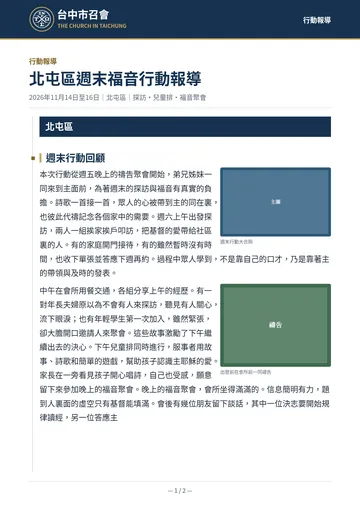 台中市召會
THE CHURCH IN TAICHUNG
行動報導
行動報導
北屯區週末福音行動報導
2026年11月14日至16日｜北屯區｜探訪・兒童排・福音聚會
北屯區
週末行動回顧
本次行動從週五晚上的禱告聚會開始，弟兄姊妹一
同來到主面前，為著週末的探訪與福音有真實的負
擔。詩歌一首接一首，眾人的心被帶到主的同在裏，
也彼此代禱記念各個家中的需要。週六上午出發探
訪，兩人一組挨家挨戶叩訪，把基督的愛帶給社區
裏的人。有的家庭開門接待，有的雖然暫時沒有時
間，也收下單張並答應下週再約。過程中眾人學到，不是靠自己的口才，乃是靠著主
的帶領與及時的發表。
主圖
週末行動大合照
中午在會所用餐交通，各組分享上午的經歷。有一
對年長夫婦原以為不會有人來探訪，聽見有人關心，
流下眼淚；也有年輕學生第一次加入，雖然緊張，
卻大膽開口邀請人來聚會。這些故事激勵了下午繼
續出去的決心。下午兒童排同時進行，服事者用故
事、詩歌和簡單的遊戲，幫助孩子認識主耶穌的愛。
家長在一旁看見孩子開心唱詩，自己也受感，願意
留下來參加晚上的福音聚會。晚上的福音聚會，會所坐得滿滿的。信息簡明有力，題
到人裏面的虛空只有基督能填滿。會後有幾位朋友留下談話，其中一位決志要開始規
律讀經，另一位答應主
禱告
出發前在會所前一同禱告
— 1 / 2 —